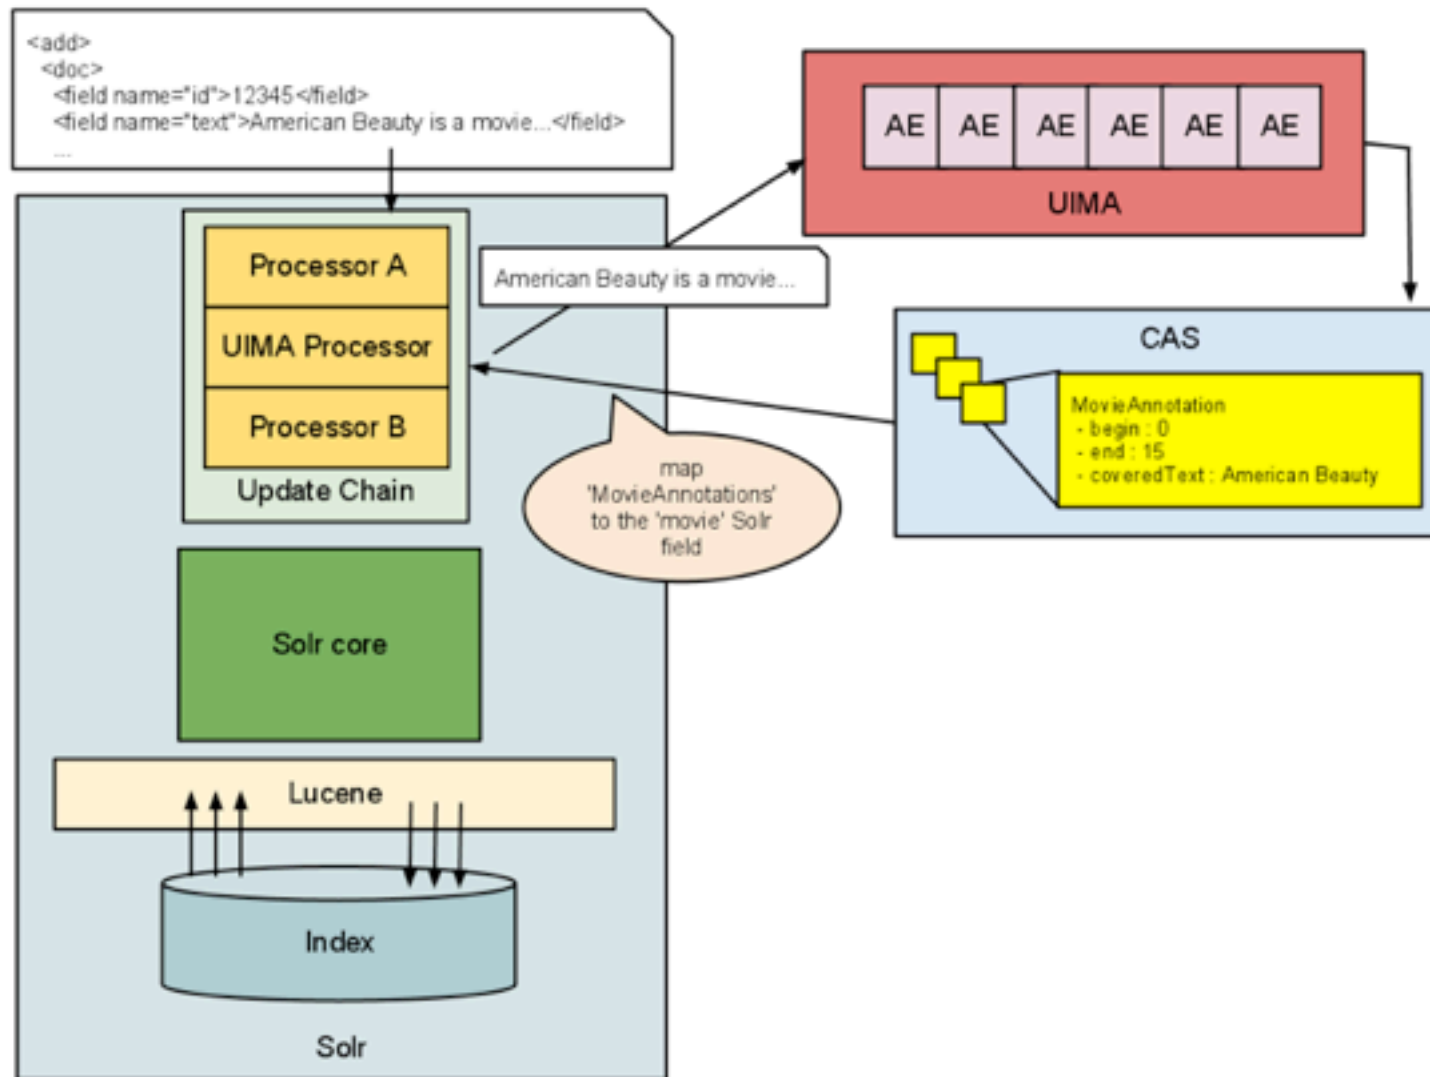 <add>
<doc>
<field name="id">12345</field>
<field name="text">American Beauty is a movie...</field>
...
AE AE AE AE AE AE
UIMA
Processor A
UIMA Processor
Processor B
Update Chain
American Beauty is a movie...
CAS
MovieAnnotation
- begin : 0
- end : 15
- coveredText : American Beauty
map
'MovieAnnotations'
to the 'movie' Solr
field
Solr core
Lucene
Index
Solr